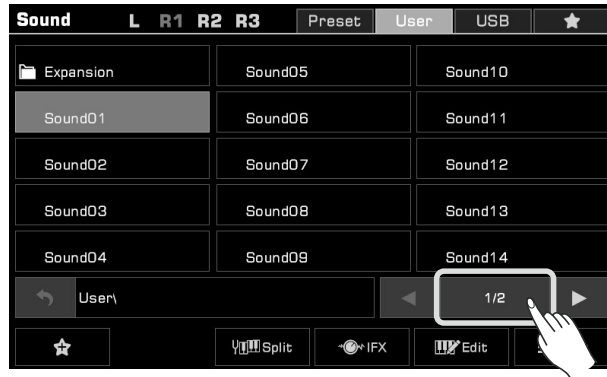 Sound L R1 R2 R3 Preset User USB
Expansion Sound05 Sound10
Sound01 Sound06 Sound11
Sound02 Sound07 Sound12
Sound03 Sound08 Sound13
Sound04 Sound09 Sound14
User\ 1/2
Split IFX Edit